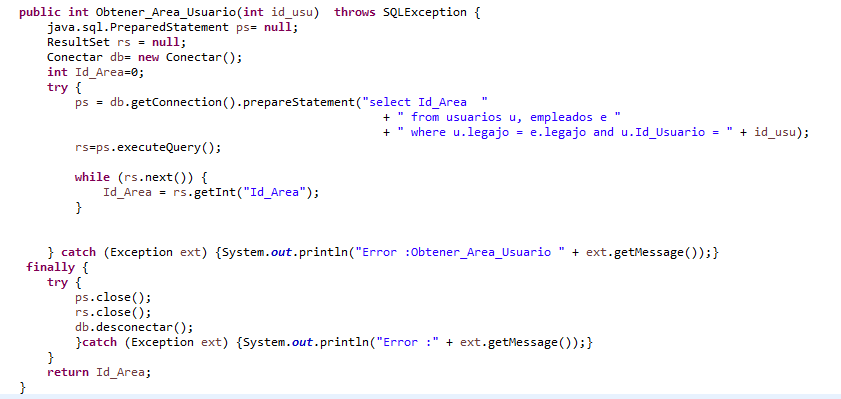 public int Obtener_Area_Usuario(int id_usu)  throws SQLException {
    java.sql.PreparedStatement ps= null;
    ResultSet rs = null;
    Conectar db= new Conectar();
    int Id_Area=0;
    try {
        ps = db.getConnection().prepareStatement("select Id_Area  "
                                                    + " from usuarios u, empleados e "
                                                    + " where u.legajo = e.legajo and u.Id_Usuario = " + id_usu);
        rs=ps.executeQuery();
        while (rs.next()) {
            Id_Area = rs.getInt("Id_Area");
        }
    } catch (Exception ext) {System.out.println("Error :Obtener_Area_Usuario " + ext.getMessage());}
 finally {
    try {
        ps.close();
        rs.close();
        db.desconectar();
        }catch (Exception ext) {System.out.println("Error :" + ext.getMessage());}
    }
    return Id_Area;
}